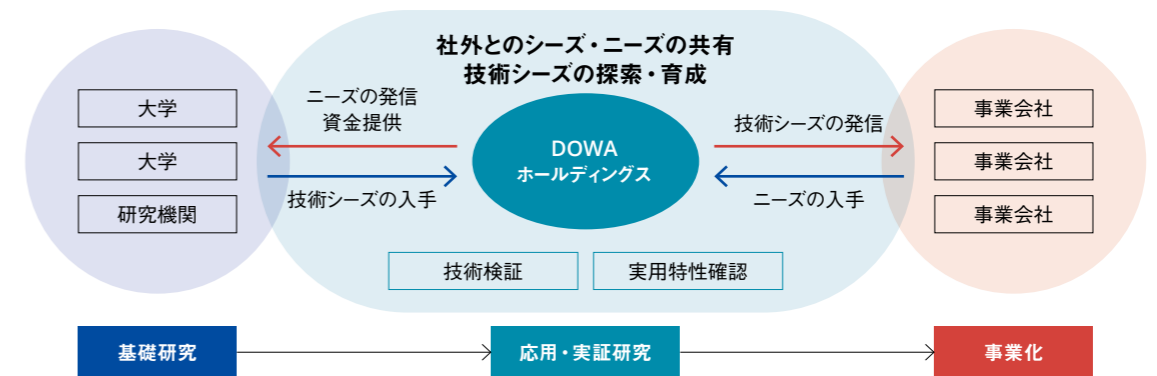 社外とのシーズ・ニーズの共有
技術シーズの探索・育成
大学
大学
研究機関
ニーズの発信
資金提供
技術シーズの入手
DOWA
ホールディングス
技術シーズの発信
ニーズの入手
事業会社
事業会社
事業会社
技術検証
実用特性確認
基礎研究
応用・実証研究
事業化